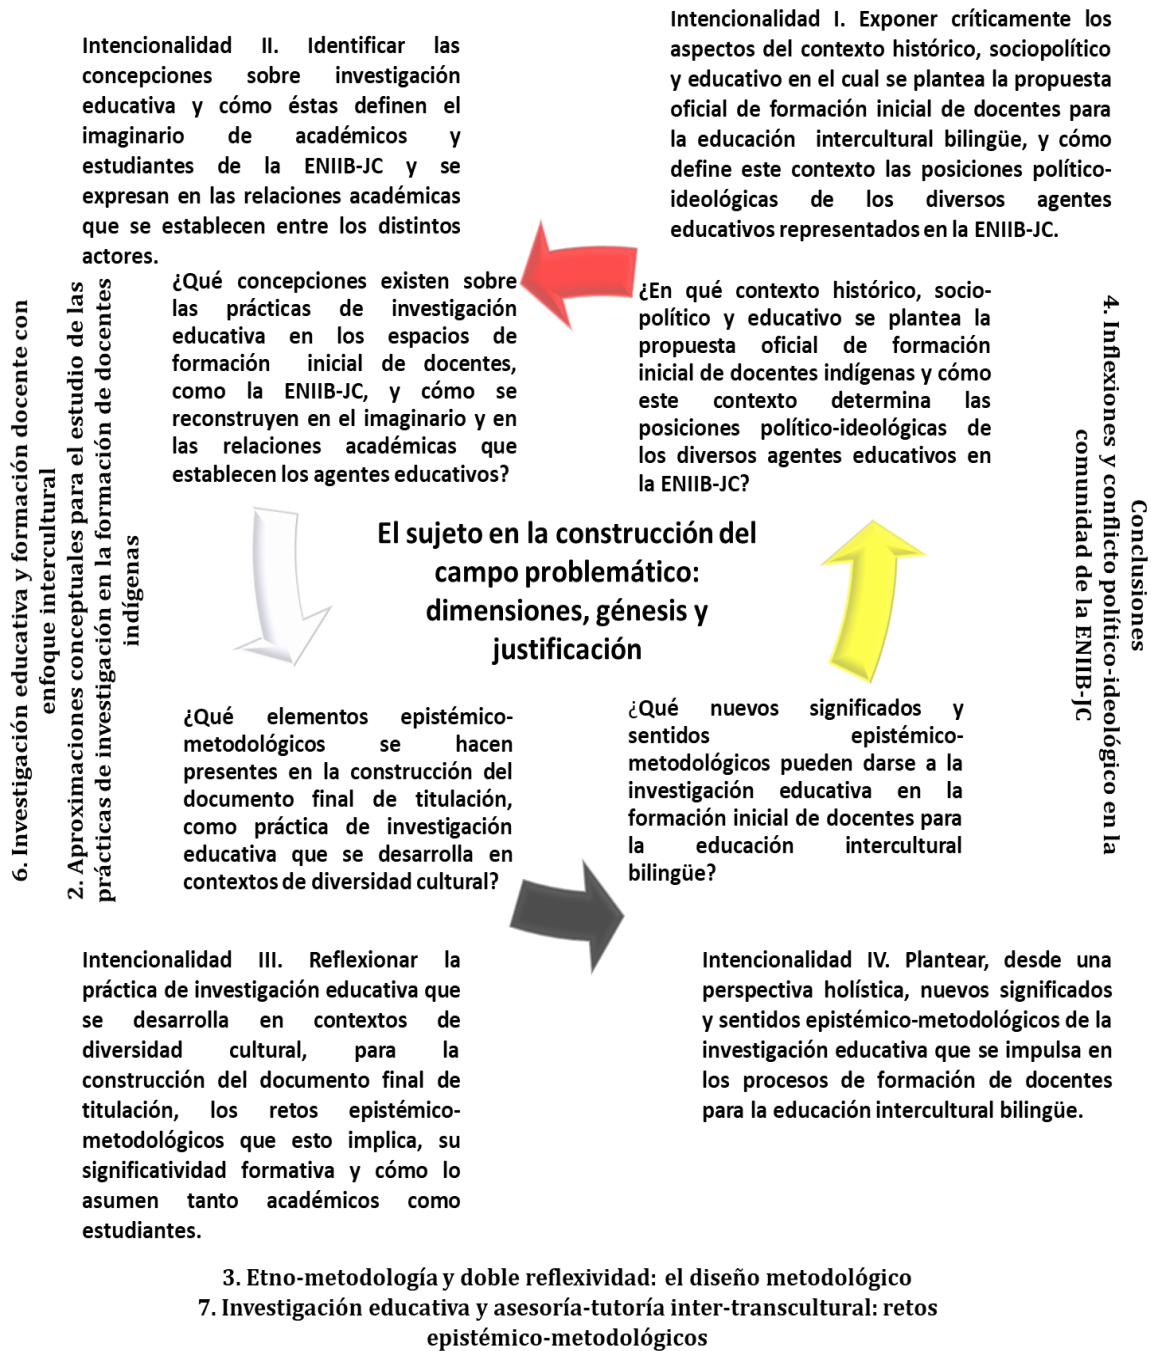 Intencionalidad II. Identificar las
concepciones sobre investigación
educativa y cómo éstas definen el
imaginario de académicos y
estudiantes de la ENIIB-JC y se
expresan en las relaciones académicas
que se establecen entre los distintos
actores.
Intencionalidad I. Exponer críticamente los
aspectos del contexto histórico, sociopolítico
y educativo en el cual se plantea la propuesta
oficial de formación inicial de docentes para
la educación intercultural bilingüe, y cómo
define este contexto las posiciones político-
ideológicas de los diversos agentes
educativos representados en la ENIIB-JC.
¿Qué concepciones existen sobre
las prácticas de investigación
educativa en los espacios de
formación inicial de docentes,
como la ENIIB-JC, y cómo se
reconstruyen en el imaginario y en
las relaciones académicas que
establecen los agentes educativos?
¿En qué contexto histórico, socio-
político y educativo se plantea la
propuesta oficial de formación
inicial de docentes indígenas y cómo
este contexto determina las
posiciones político-ideológicas de
los diversos agentes educativos en
la ENIIB-JC?
6. Investigación educativa y formación docente con
enfoque intercultural
2. Aproximaciones conceptuales para el estudio de las
prácticas de investigación en la formación de docentes
indígenas
El sujeto en la construcción del
campo problemático:
dimensiones, génesis y
justificación
Conclusiones
4. Inflexiones y conflicto político-ideológico en la
comunidad de la ENIIB-JC
¿Qué elementos epistémico-
metodológicos se hacen
presentes en la construcción del
documento final de titulación,
como práctica de investigación
educativa que se desarrolla en
contextos de diversidad cultural?
¿Qué nuevos significados y
sentidos epistémico-
metodológicos pueden darse a la
investigación educativa en la
formación inicial de docentes para
la educación intercultural
bilingüe?
Intencionalidad III. Reflexionar la
práctica de investigación educativa que
se desarrolla en contextos de
diversidad cultural, para la
construcción del documento final de
titulación, los retos epistémico-
metodológicos que esto implica, su
significatividad formativa y cómo lo
asumen tanto académicos como
estudiantes.
Intencionalidad IV. Plantear, desde una
perspectiva holística, nuevos significados
y sentidos epistémico-metodológicos de la
investigación educativa que se impulsa en
los procesos de formación de docentes
para la educación intercultural bilingüe.
3. Etno-metodología y doble reflexividad: el diseño metodológico
7. Investigación educativa y asesoría-tutoría inter-transcultural: retos
epistémico-metodológicos